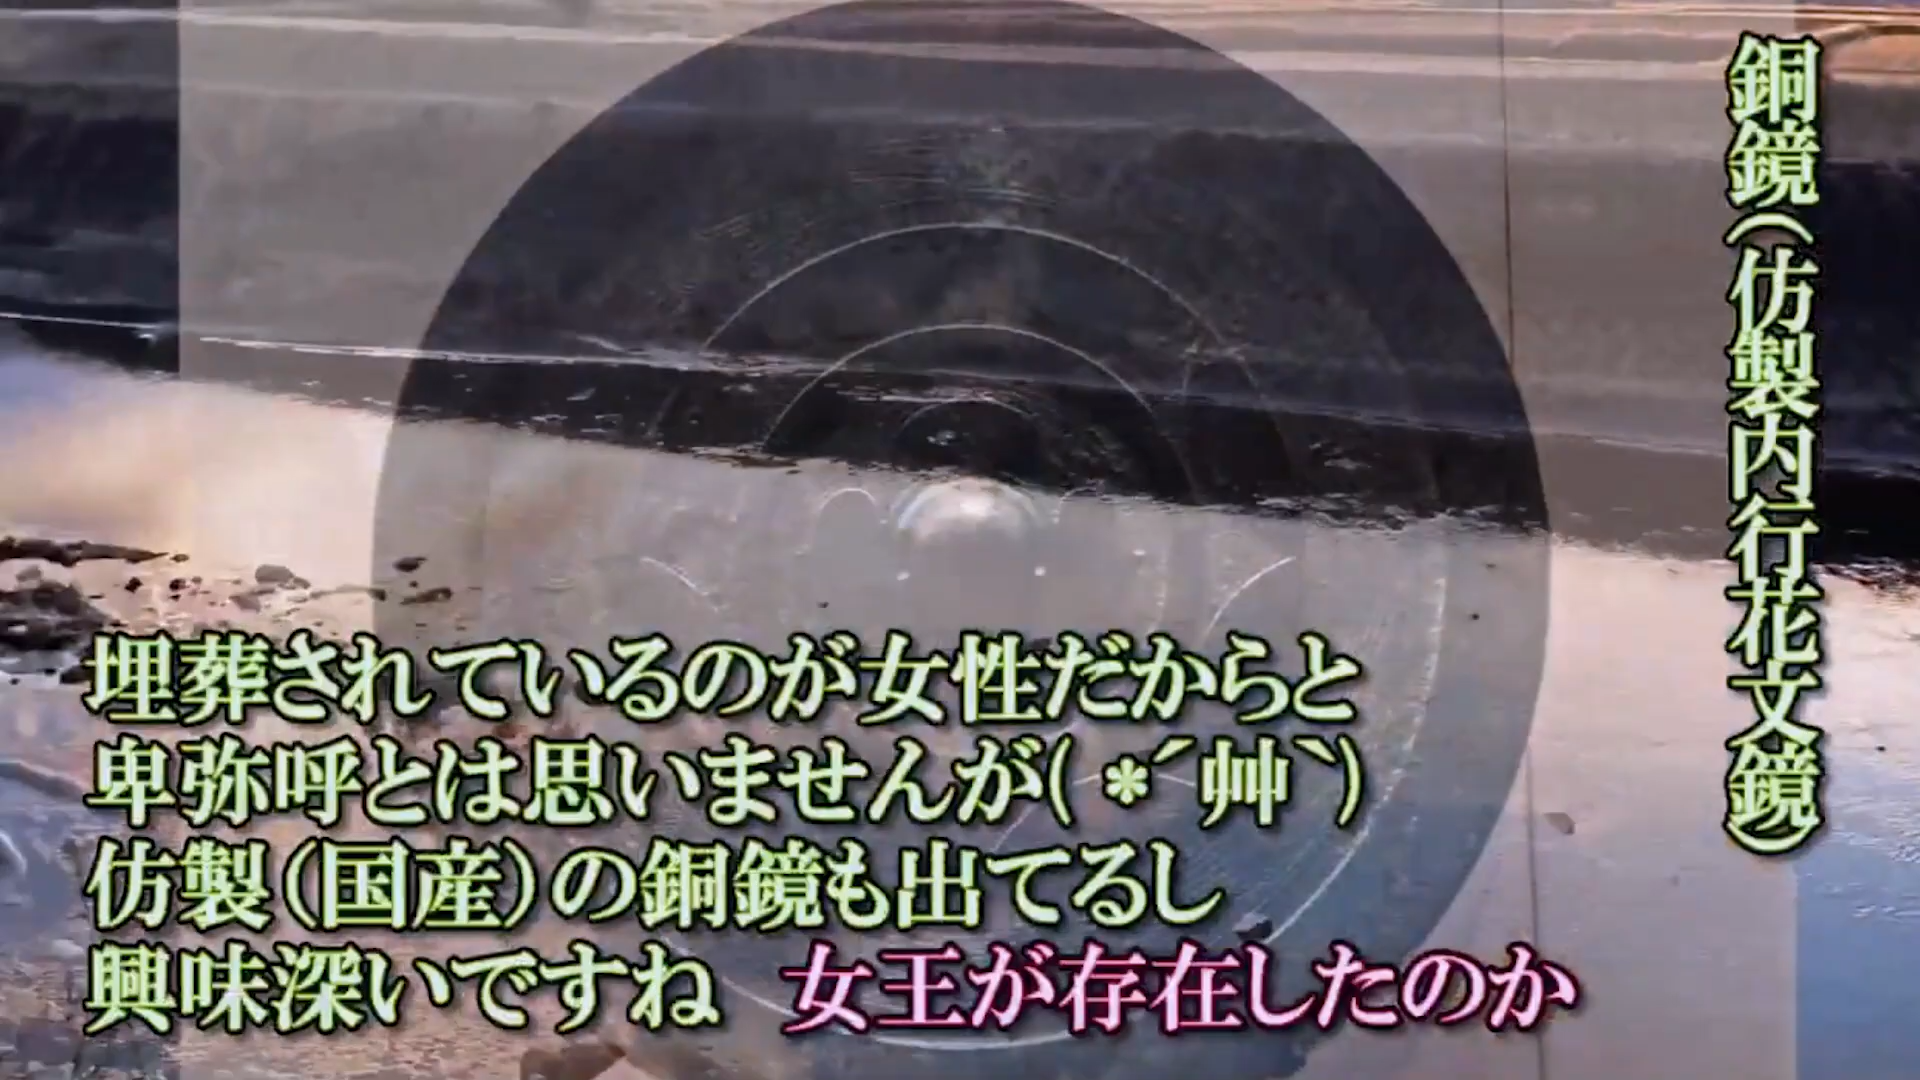 銅鏡（仿製内行花文鏡）
埋葬されているのが女性だからと
卑弥呼とは思いませんが( *´艸`)
仿製（国産）の銅鏡も出てるし
興味深いですね　女王が存在したのか